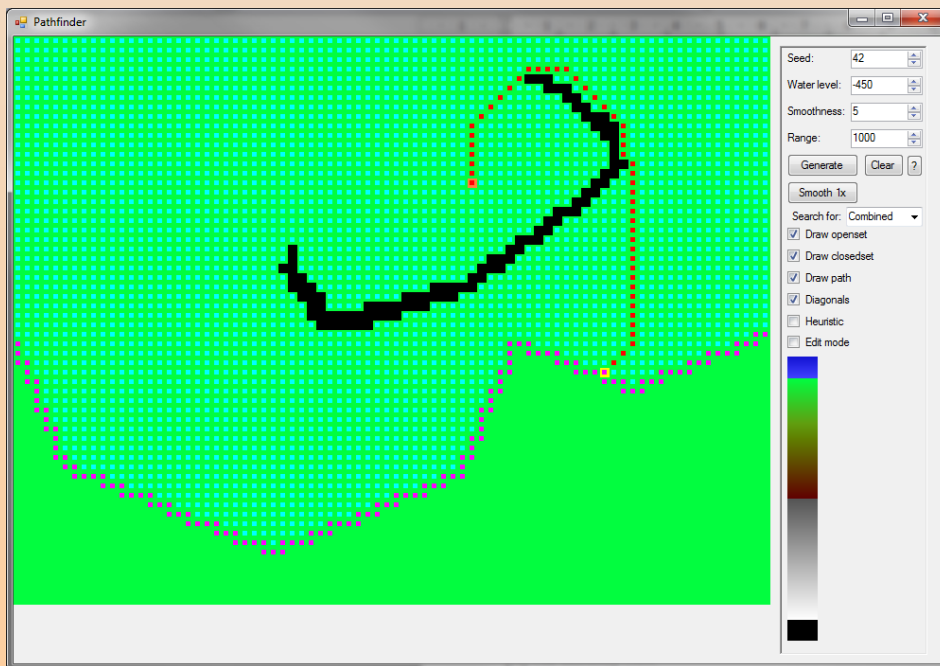 Pathfinder
Seed: 42
Water level: -450
Smoothness: 5
Range: 1000
Generate Clear ?
Smooth 1x
Search for: Combined
Draw openset
Draw closedset
Draw path
Diagonals
Heuristic
Edit mode